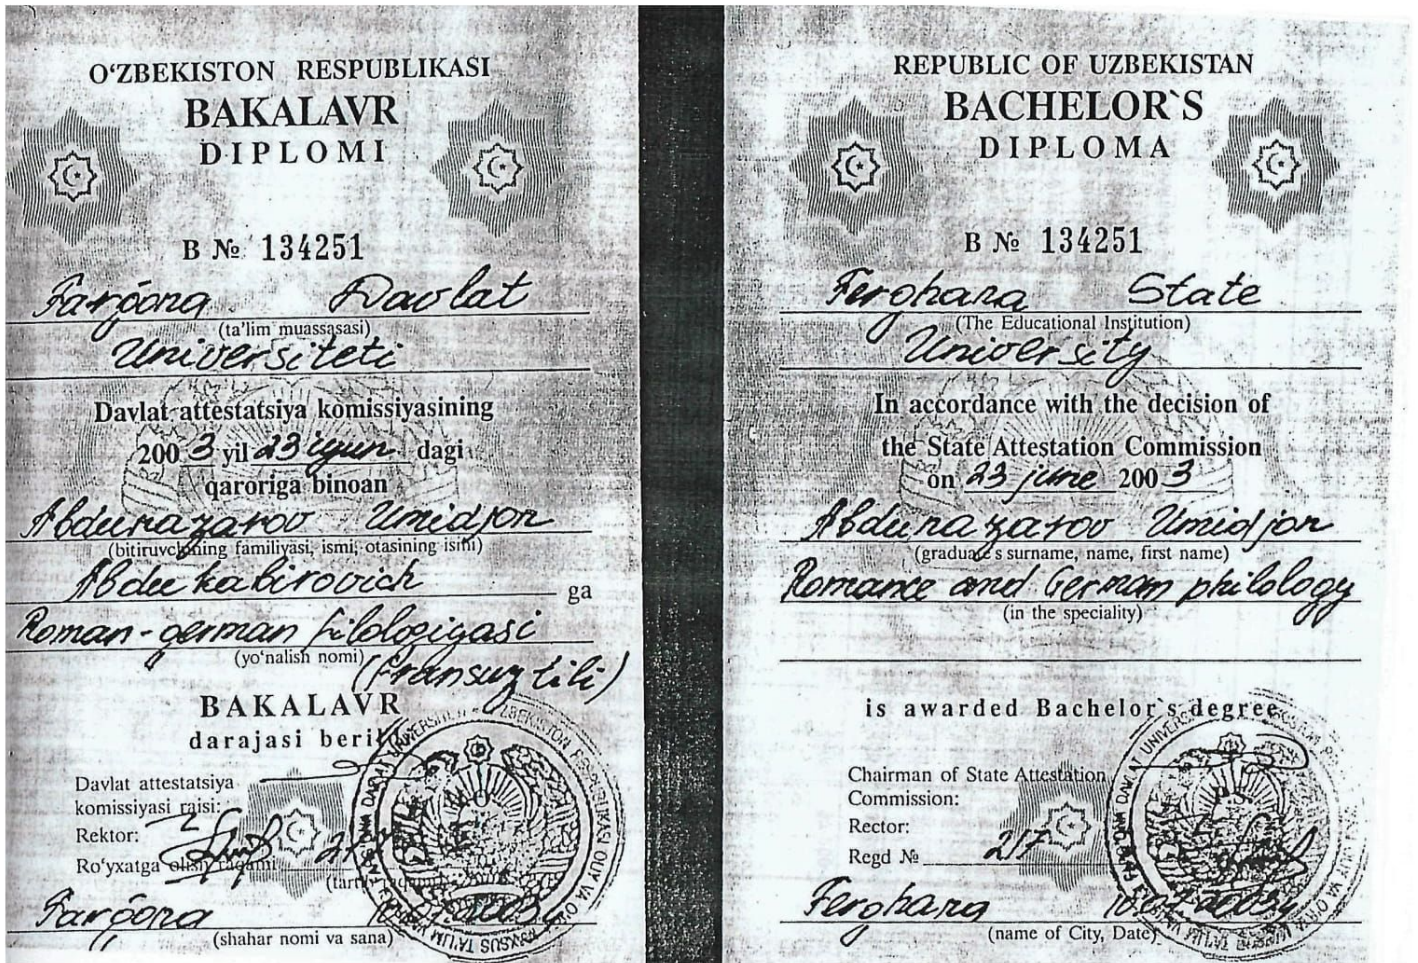 O‘ZBEKISTON RESPUBLIKASI
BAKALAVR
DIPLOMI
B № 134251
Farg'ona Davlat
(ta'lim muassasasi)
Universiteti
Davlat attestatsiya komissiyasining
2003 yil 23 iyun dagi
qaroriga binoan
Abdunazarov Umidjon
(bitiruvchining familiyasi, ismi, otasining ismi)
Abdukabirovich ga
Roman-german filologiyasi
(yo‘nalish nomi)
(fransuz tili)
BAKALAVR
darajasi
Davlat attestatsiya
komissiyasi raisi:
Rektor:
Ro‘yxatga olish raqami
Farg'ona
(shahar nomi va sana)
REPUBLIC OF UZBEKISTAN
BACHELOR`S
DIPLOMA
B № 134251
Ferghana State
(The Educational Institution)
University
In accordance with the decision of
the State Attestation Commission
on 23 june 2003
Abdunazarov Umidjon
(graduate's surname, name, first name)
Romance and German philology
(in the speciality)
is awarded Bachelor`s degree
Chairman of State Attestation
Commission:
Rector:
Regd № 217
Ferghana
(name of City, Date)